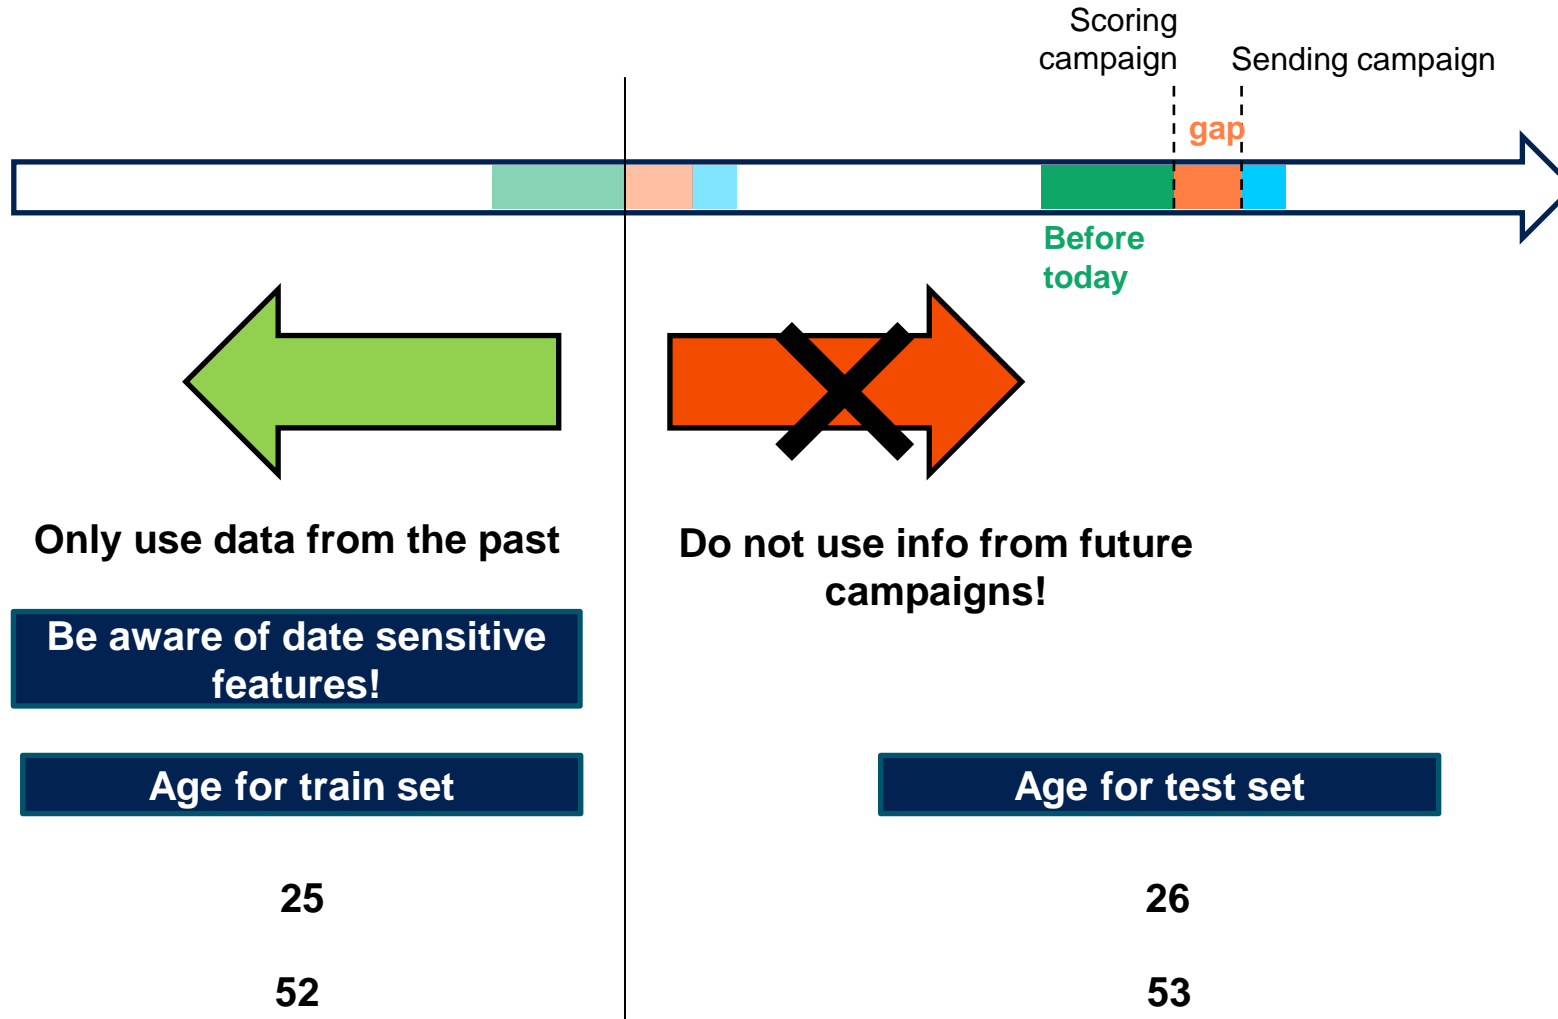 Scoring
campaign
Sending campaign
gap
Before
today
Only use data from the past
Do not use info from future
campaigns!
Be aware of date sensitive
features!
Age for train set
Age for test set
25
26
52
53